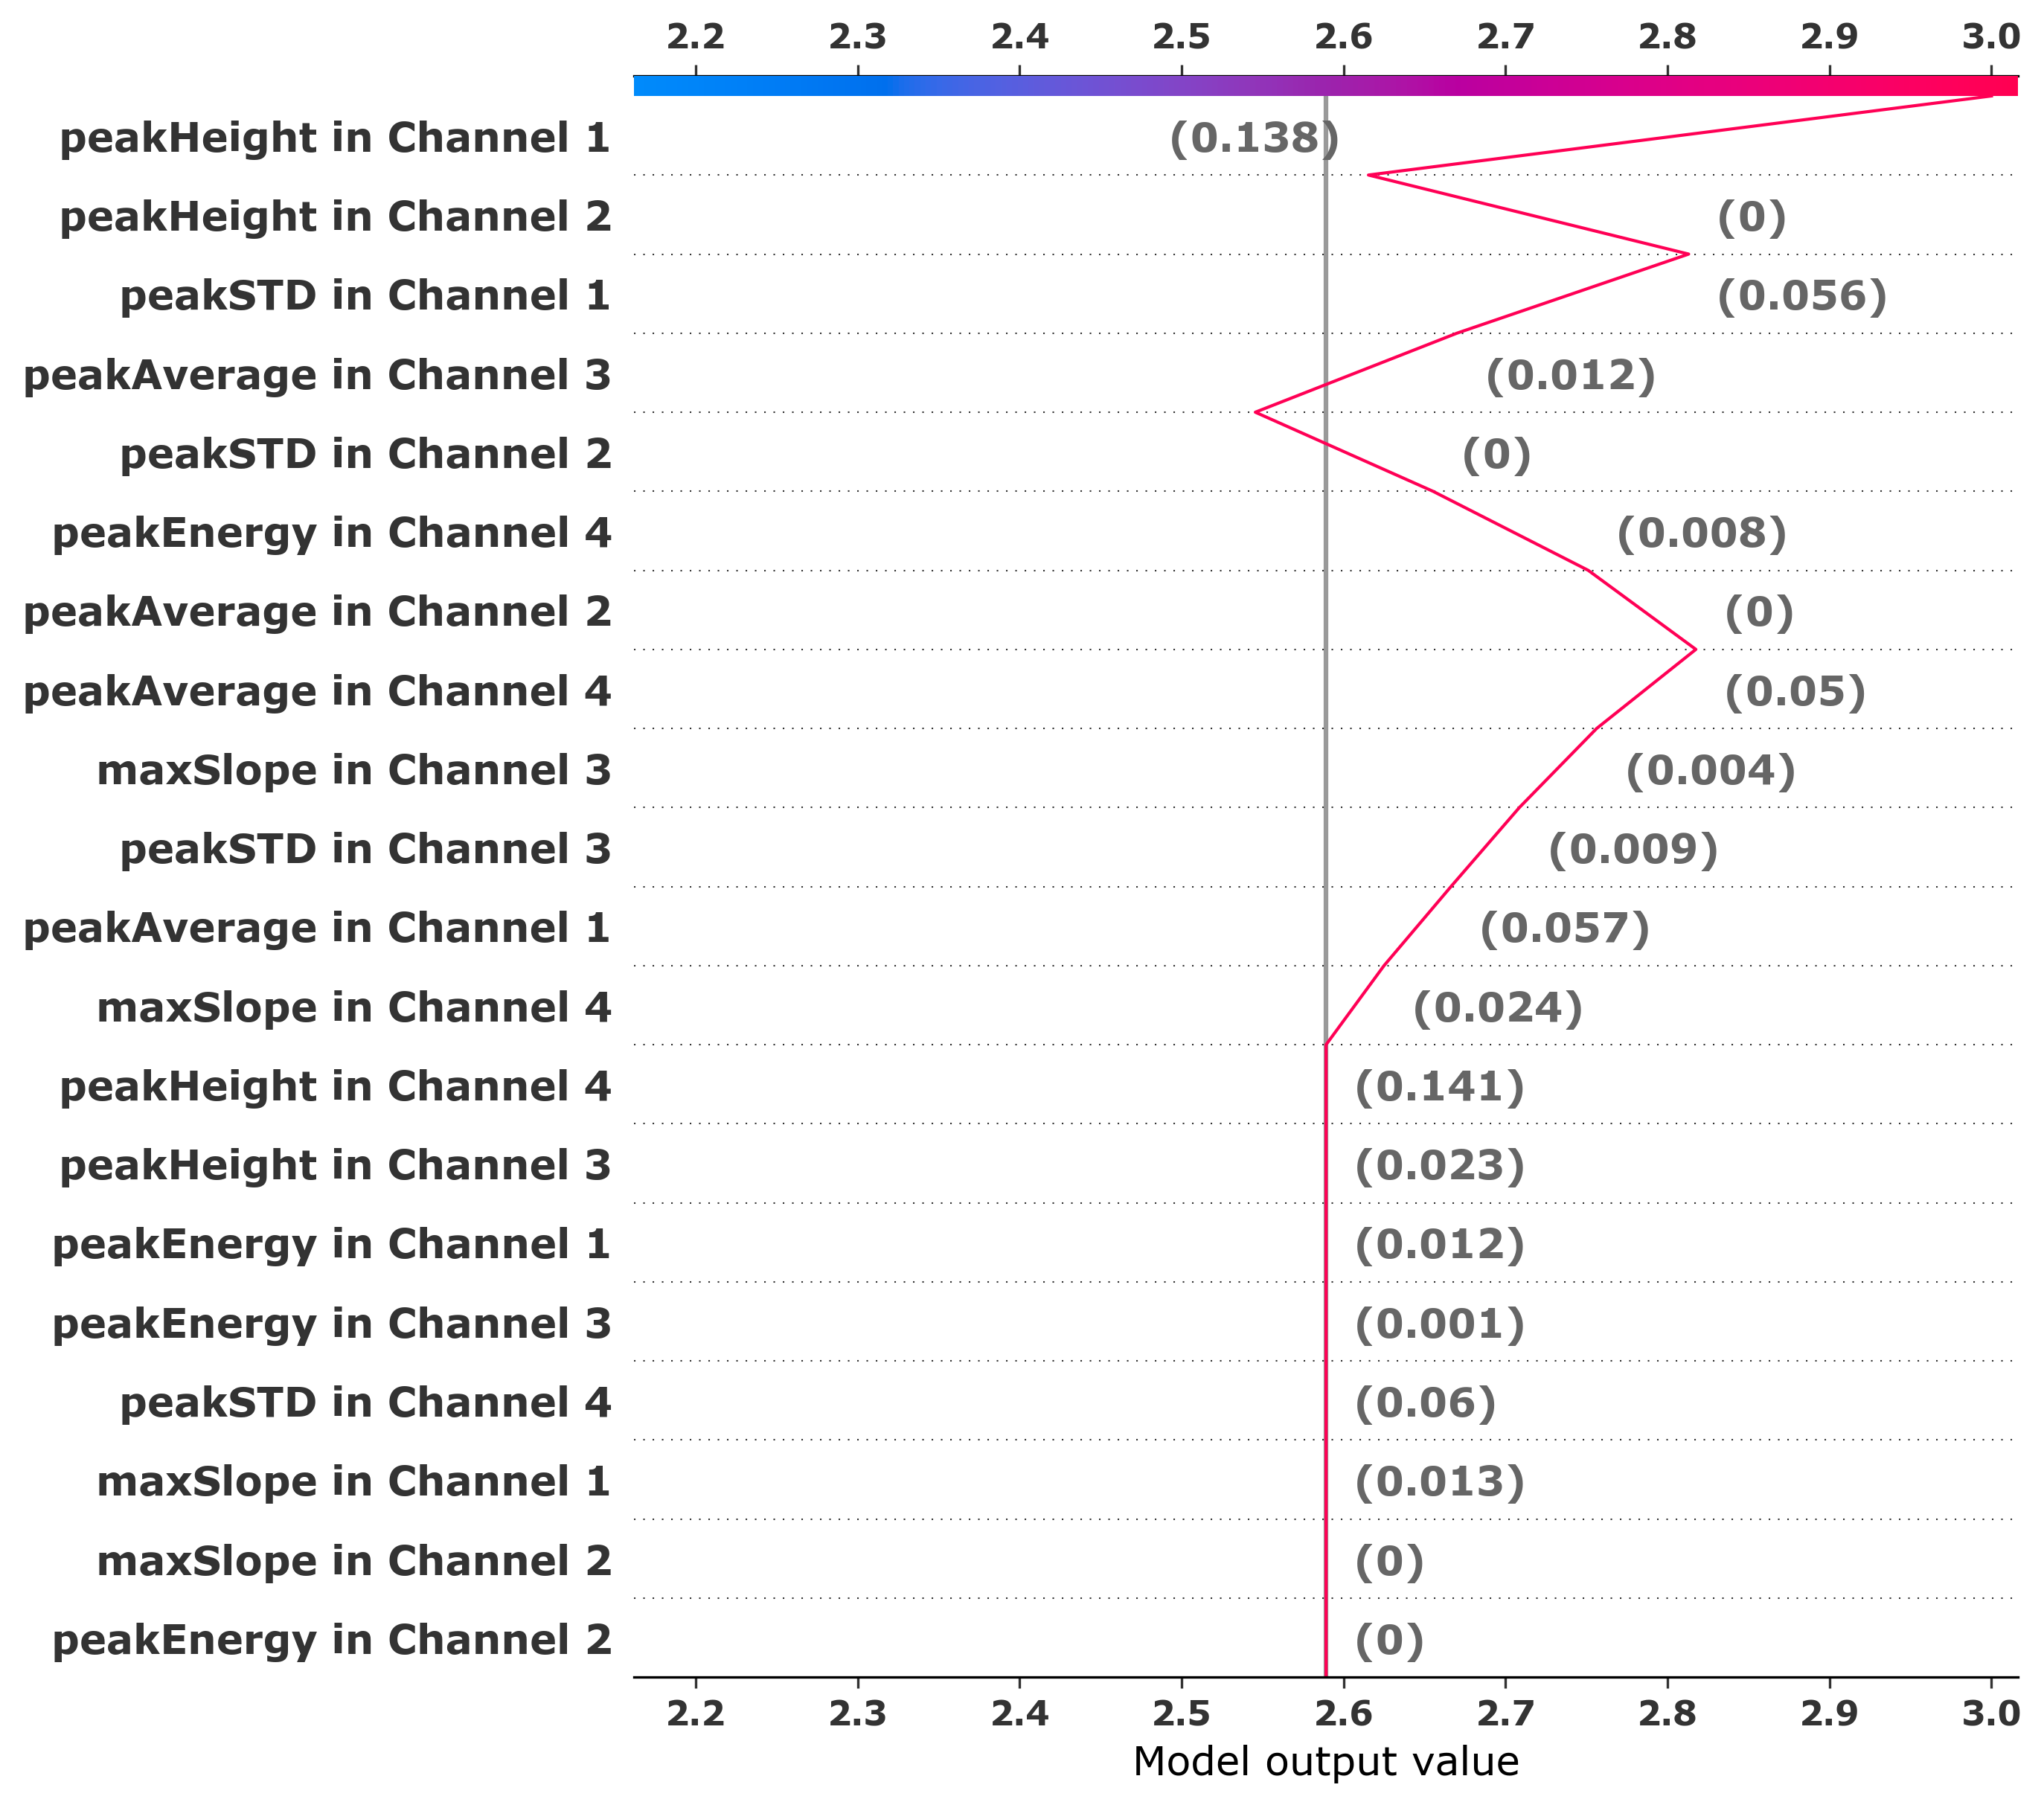 2.2 2.3 2.4 2.5 2.6 2.7 2.8 2.9 3.0
peakHeight in Channel 1 (0.138)
peakHeight in Channel 2 (0)
peakSTD in Channel 1 (0.056)
peakAverage in Channel 3 (0.012)
peakSTD in Channel 2 (0)
peakEnergy in Channel 4 (0.008)
peakAverage in Channel 2 (0)
peakAverage in Channel 4 (0.05)
maxSlope in Channel 3 (0.004)
peakSTD in Channel 3 (0.009)
peakAverage in Channel 1 (0.057)
maxSlope in Channel 4 (0.024)
peakHeight in Channel 4 (0.141)
peakHeight in Channel 3 (0.023)
peakEnergy in Channel 1 (0.012)
peakEnergy in Channel 3 (0.001)
peakSTD in Channel 4 (0.06)
maxSlope in Channel 1 (0.013)
maxSlope in Channel 2 (0)
peakEnergy in Channel 2 (0)
2.2 2.3 2.4 2.5 2.6 2.7 2.8 2.9 3.0
Model output value